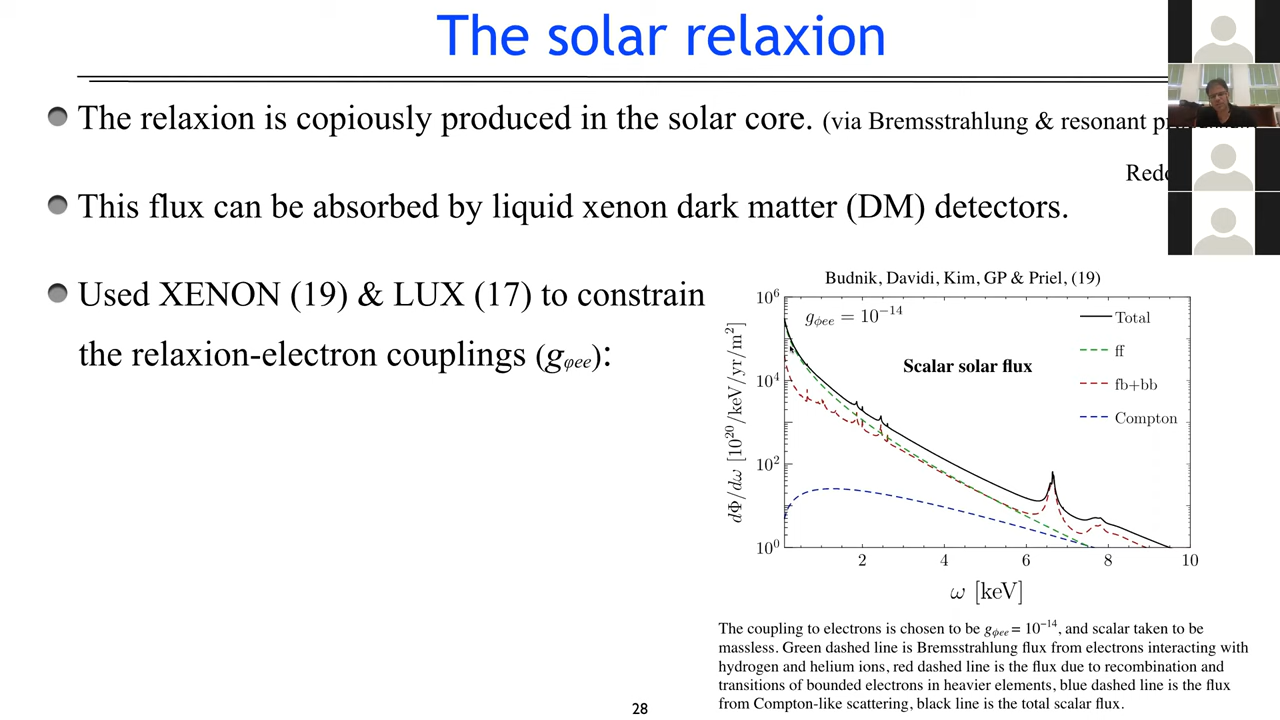 The solar relaxion
The relaxion is copiously produced in the solar core. (via Bremsstrahlung & resonant
This flux can be absorbed by liquid xenon dark matter (DM) detectors.
Used XENON (19) & LUX (17) to constrain
the relaxion-electron couplings (gφee):
Budnik, Davidi, Kim, GP & Priel, (19)
10⁶
10⁴
10²
10⁰
dΦ/dω [10²⁰/keV/yr/m²]
gϕee = 10⁻¹⁴
Scalar solar flux
Total
ff
fb+bb
Compton
2 4 6 8 10
ω [keV]
The coupling to electrons is chosen to be gϕee = 10⁻¹⁴, and scalar taken to be
massless. Green dashed line is Bremsstrahlung flux from electrons interacting with
hydrogen and helium ions, red dashed line is the flux due to recombination and
transitions of bounded electrons in heavier elements, blue dashed line is the flux
from Compton-like scattering, black line is the total scalar flux.
28